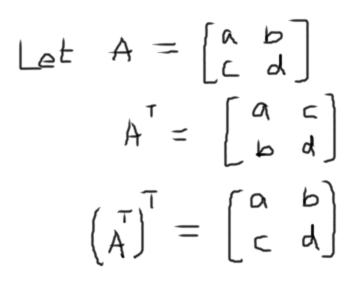 Let A = [a b; c d]
A^T = [a c; b d]
(A^T)^T = [a b; c d]